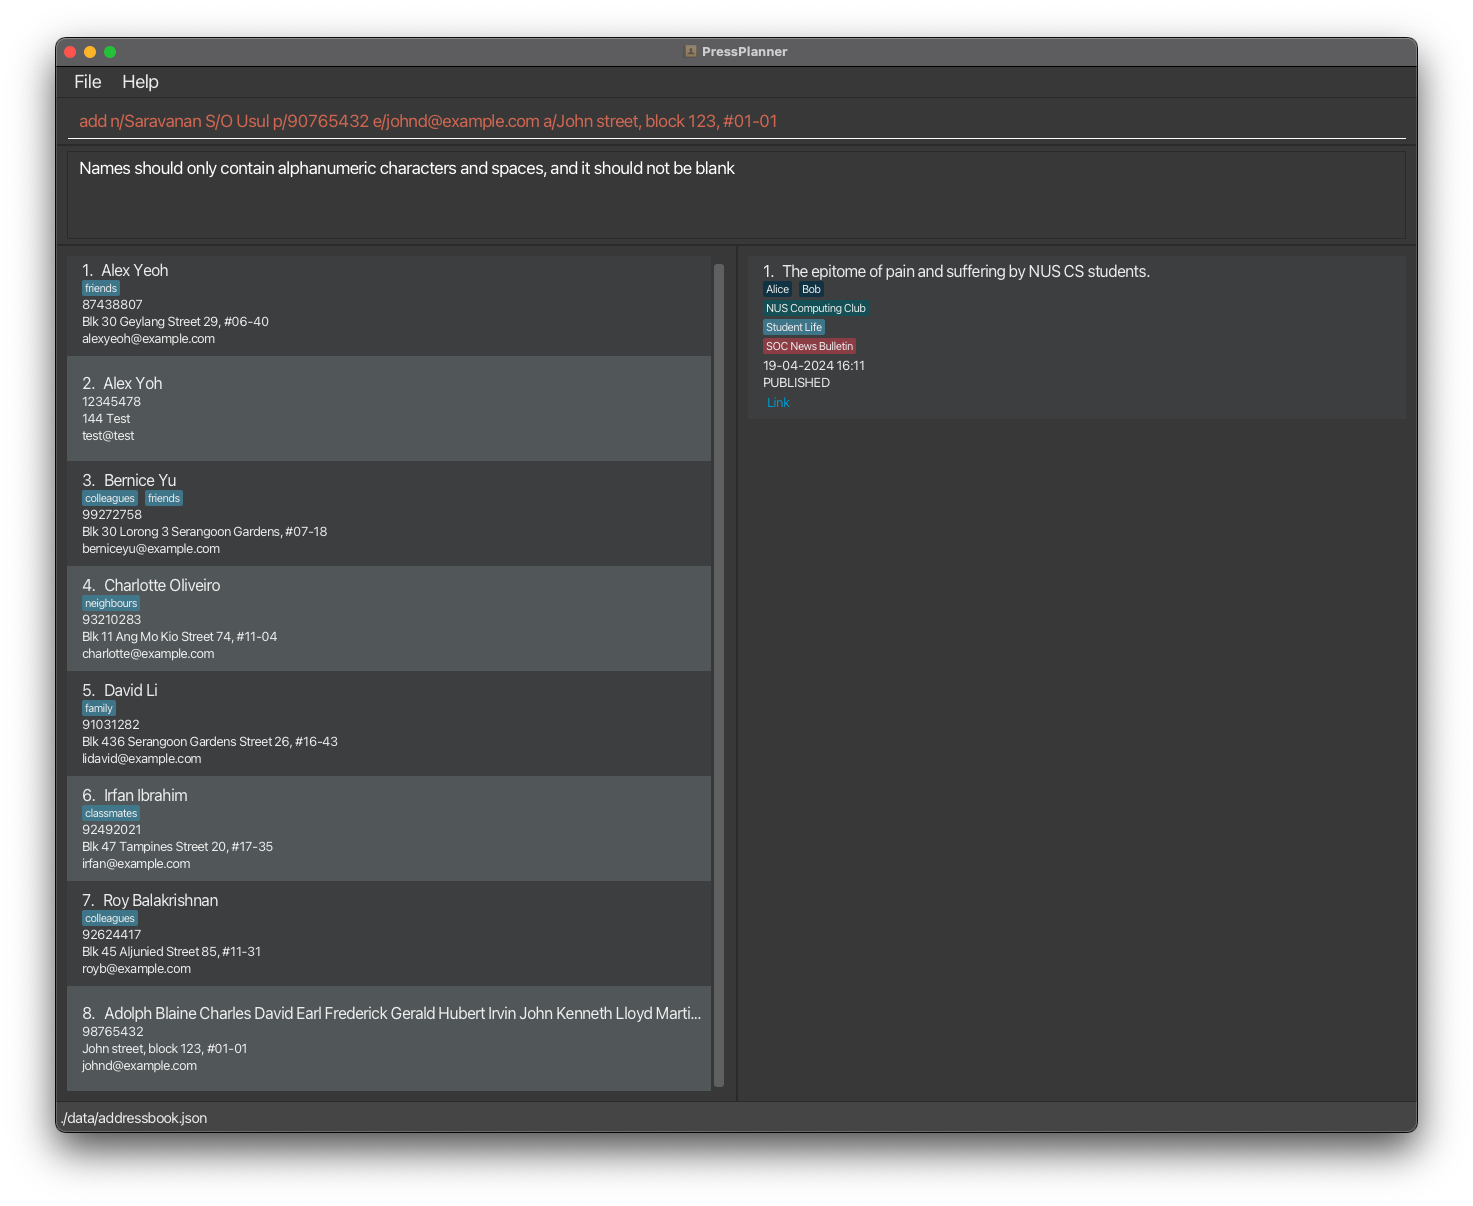 PressPlanner
File Help
add n/Saravanan S/O Usul p/90765432 e/johnd@example.com a/John street, block 123, #01-01
Names should only contain alphanumeric characters and spaces, and it should not be blank
1. Alex Yeoh
friends
87438807
Blk 30 Geylang Street 29, #06-40
alexyeoh@example.com
2. Alex Yoh
12345478
144 Test
test@test
3. Bernice Yu
colleagues friends
99272758
Blk 30 Lorong 3 Serangoon Gardens, #07-18
berniceyu@example.com
4. Charlotte Oliveiro
neighbours
93210283
Blk 11 Ang Mo Kio Street 74, #11-04
charlotte@example.com
5. David Li
family
91031282
Blk 436 Serangoon Gardens Street 26, #16-43
lidavid@example.com
6. Irfan Ibrahim
classmates
92492021
Blk 47 Tampines Street 20, #17-35
irfan@example.com
7. Roy Balakrishnan
colleagues
92624417
Blk 45 Aljunied Street 85, #11-31
royb@example.com
8. Adolph Blaine Charles David Earl Frederick Gerald Hubert Irvin John Kenneth Lloyd Marti...
98765432
John street, block 123, #01-01
johnd@example.com
1. The epitome of pain and suffering by NUS CS students.
Alice Bob
NUS Computing Club
Student Life
SOC News Bulletin
19-04-2024 16:11
PUBLISHED
Link
./data/addressbook.json